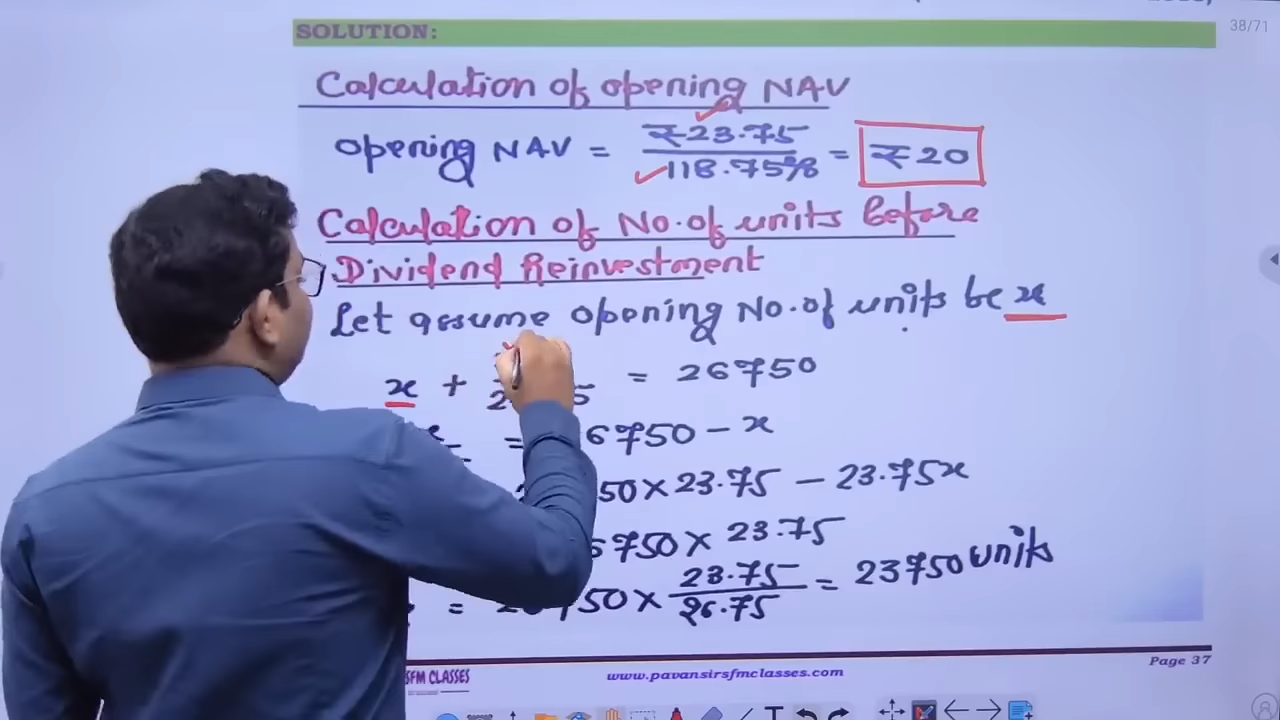 38/71
SOLUTION:
Calculation of opening NAV
opening NAV = ₹23.75 / 118.75% = ₹20
Calculation of No.of units before
Dividend Reinvestment
Let assume opening No.of units be x
x + = 26750
= 6750 - x
50 × 23.75 - 23.75x
6750 × 23.75
= 50 × 23.75 / 26.75 = 23750 units
SFM CLASSES
www.pavansirsfmclasses.com
Page 37